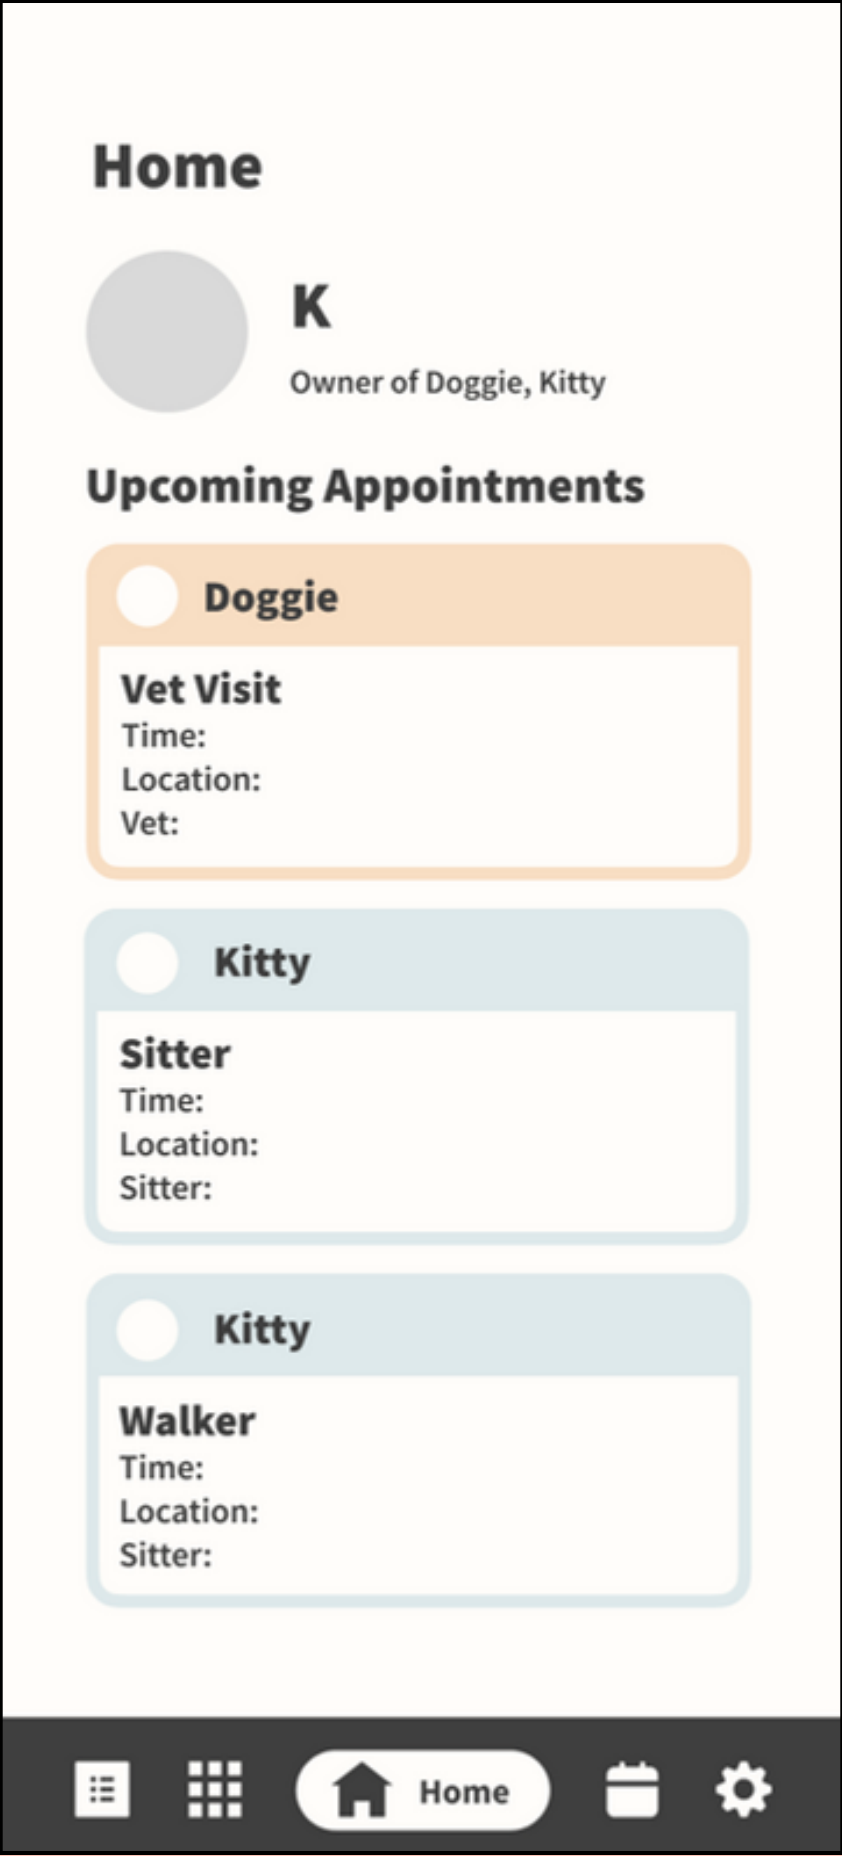 Home
K
Owner of Doggie, Kitty
Upcoming Appointments
Doggie
Vet Visit
Time:
Location:
Vet:
Kitty
Sitter
Time:
Location:
Sitter:
Kitty
Walker
Time:
Location:
Sitter:
Home